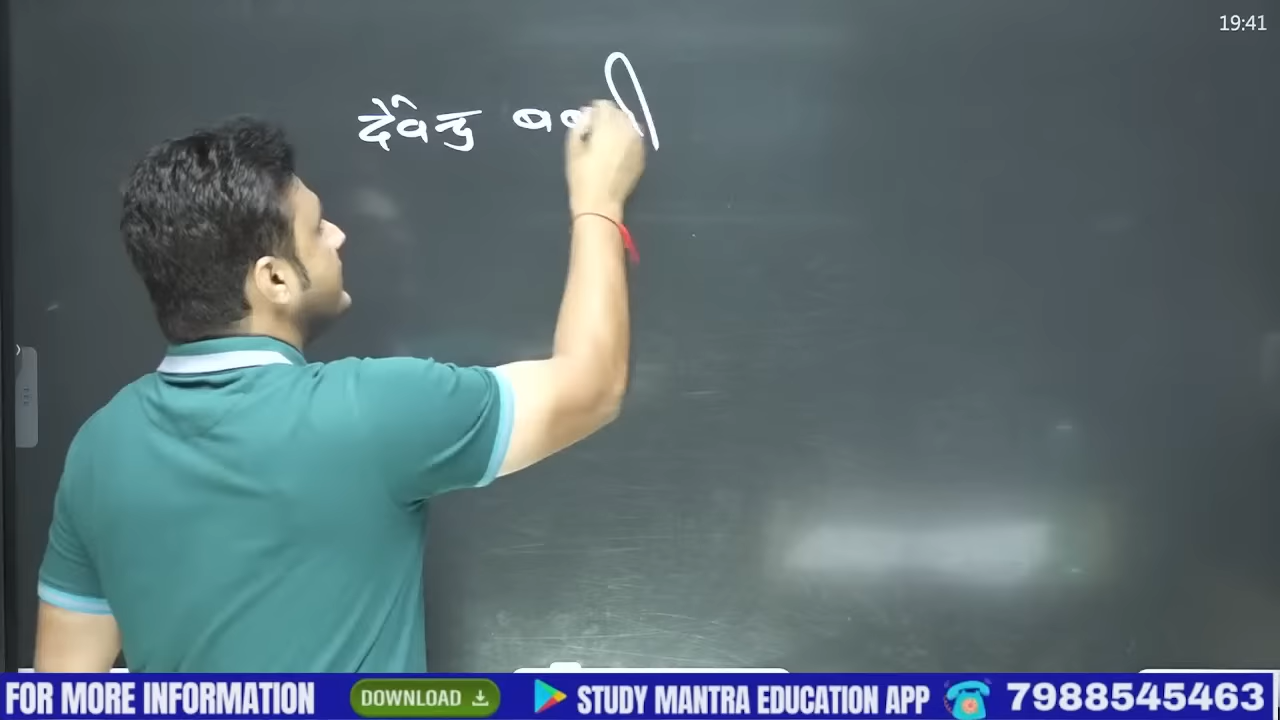 19:41
देवेन्द्र
FOR MORE INFORMATION DOWNLOAD STUDY MANTRA EDUCATION APP 7988545463